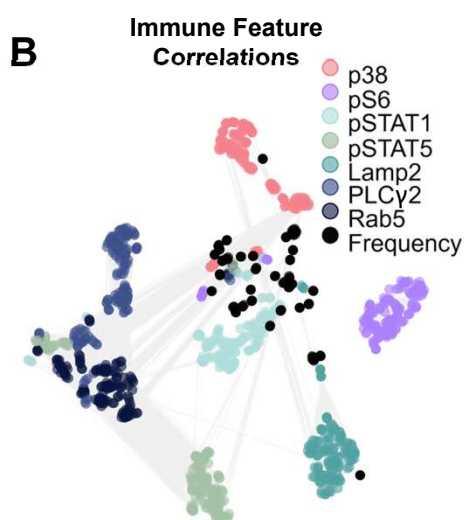 B
Immune Feature
Correlations
p38
pS6
pSTAT1
pSTAT5
Lamp2
PLCγ2
Rab5
Frequency